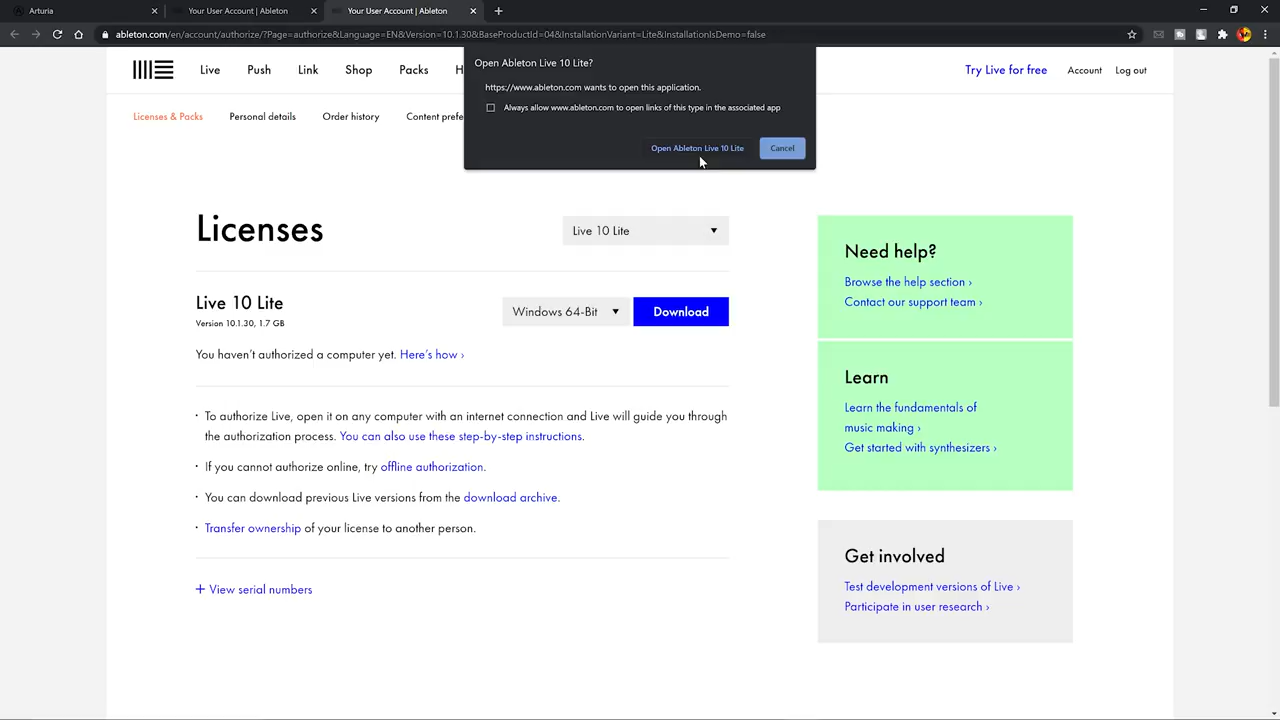 Arturia
Your User Account | Ableton
Your User Account | Ableton
ableton.com/en/account/authorize/?Page=authorize&Language=EN&Version=10.1.30&BaseProductId=04&InstallationVariant=Lite&InstallationIsDemo=false
Live
Push
Link
Shop
Packs
H
Try Live for free
Account
Log out
Open Ableton Live 10 Lite?
https://www.ableton.com wants to open this application.
Always allow www.ableton.com to open links of this type in the associated app
Open Ableton Live 10 Lite
Cancel
Licenses & Packs
Personal details
Order history
Content prefe
Licenses
Live 10 Lite
Live 10 Lite
Version 10.1.30, 1.7 GB
Windows 64-Bit
Download
You haven't authorized a computer yet. Here's how ›
· To authorize Live, open it on any computer with an internet connection and Live will guide you through
the authorization process. You can also use these step-by-step instructions.
· If you cannot authorize online, try offline authorization.
· You can download previous Live versions from the download archive.
· Transfer ownership of your license to another person.
+ View serial numbers
Need help?
Browse the help section ›
Contact our support team ›
Learn
Learn the fundamentals of
music making ›
Get started with synthesizers ›
Get involved
Test development versions of Live ›
Participate in user research ›